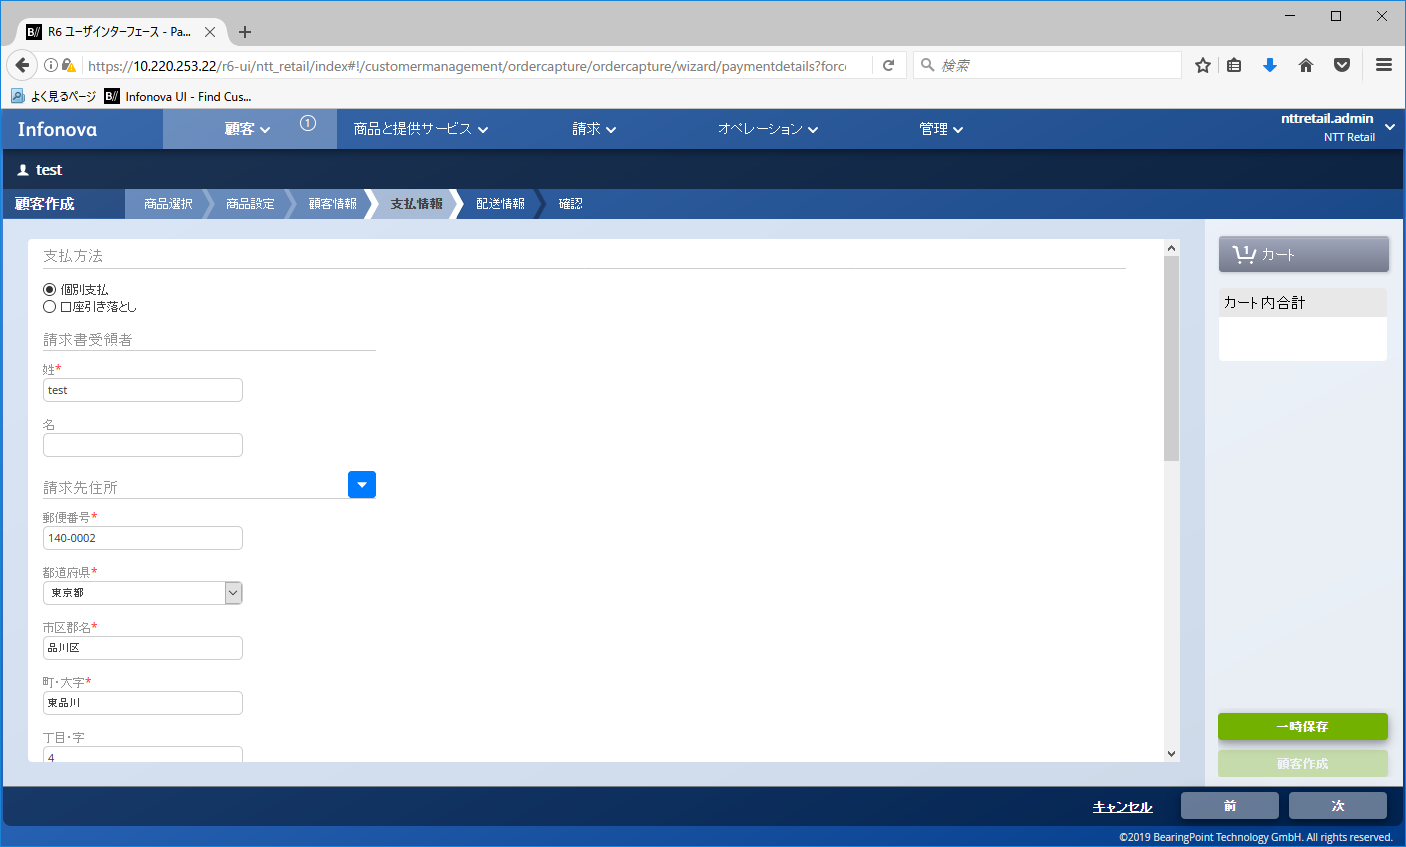 R6 ユーザインターフェース - Pa...
https://10.220.253.22/r6-ui/ntt_retail/index#!/customermanagement/ordercapture/ordercapture/wizard/paymentdetails?forc
検索
よく見るページ
Infonova UI - Find Cus...
Infonova
顧客
1
商品と提供サービス
請求
オペレーション
管理
nttretail.admin
NTT Retail
test
顧客作成
商品選択
商品設定
顧客情報
支払情報
配送情報
確認
支払方法
個別支払
口座引き落とし
請求書受領者
姓*
test
名
請求先住所
郵便番号*
140-0002
都道府県*
東京都
市区郡名*
品川区
町・大字*
東品川
丁目・字
4
1
カート
カート内合計
一時保存
顧客作成
キャンセル
前
次
©2019 BearingPoint Technology GmbH. All rights reserved.